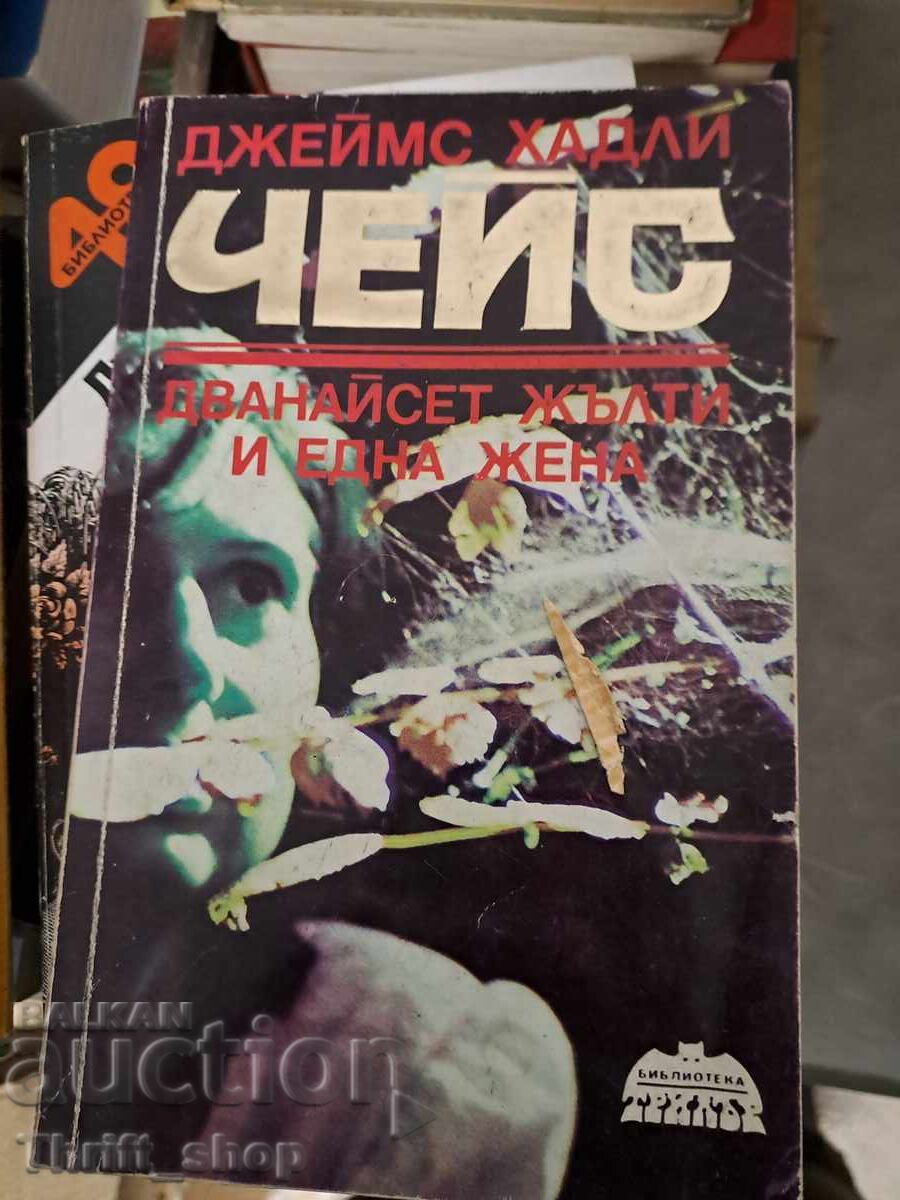 ДЖЕЙМС ХАДЛИ
ЧЕЙС
ДВАНАЙСЕТ ЖЪЛТИ
И ЕДНА ЖЕНА
БИБЛИОТЕКА
ТРИЛЪР
BALKAN
auction
Thrift_shop